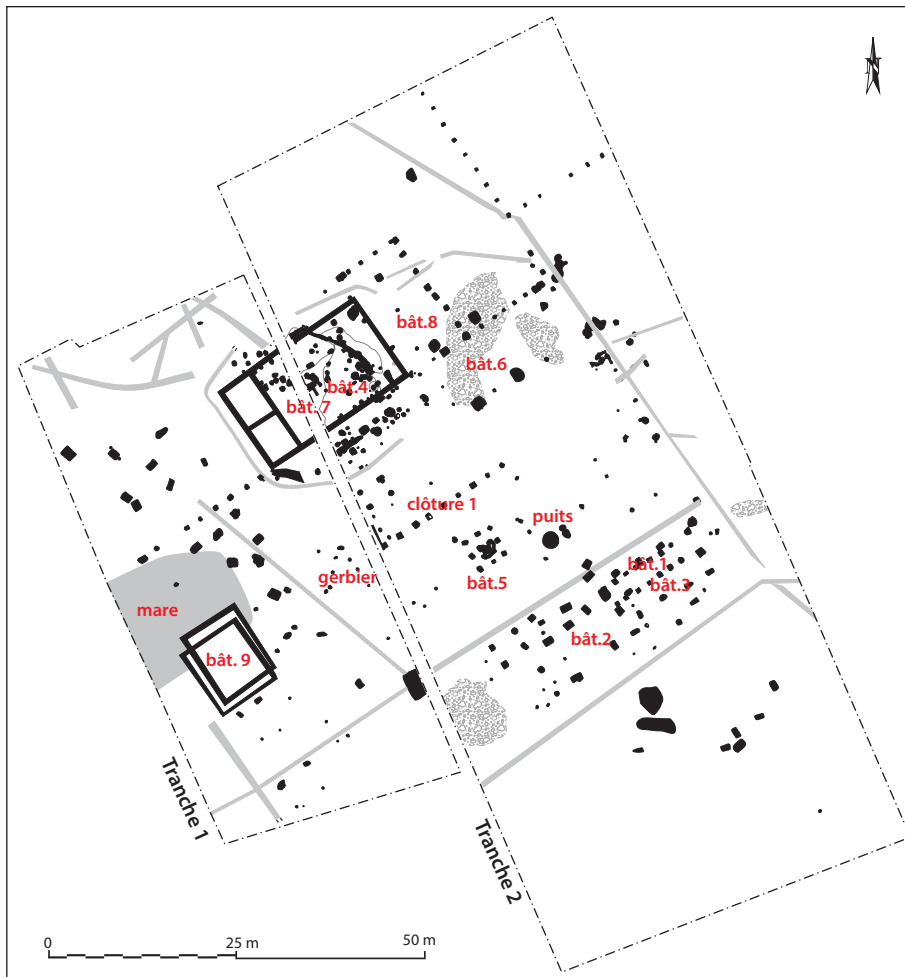 bât.8
bât.6
bât.4
bât. 7
clôture 1
puits
bât.1
gerbier
bât.5
bât.3
mare
bât.2
bât. 9
Tranche 1
Tranche 2
0 25 m 50 m